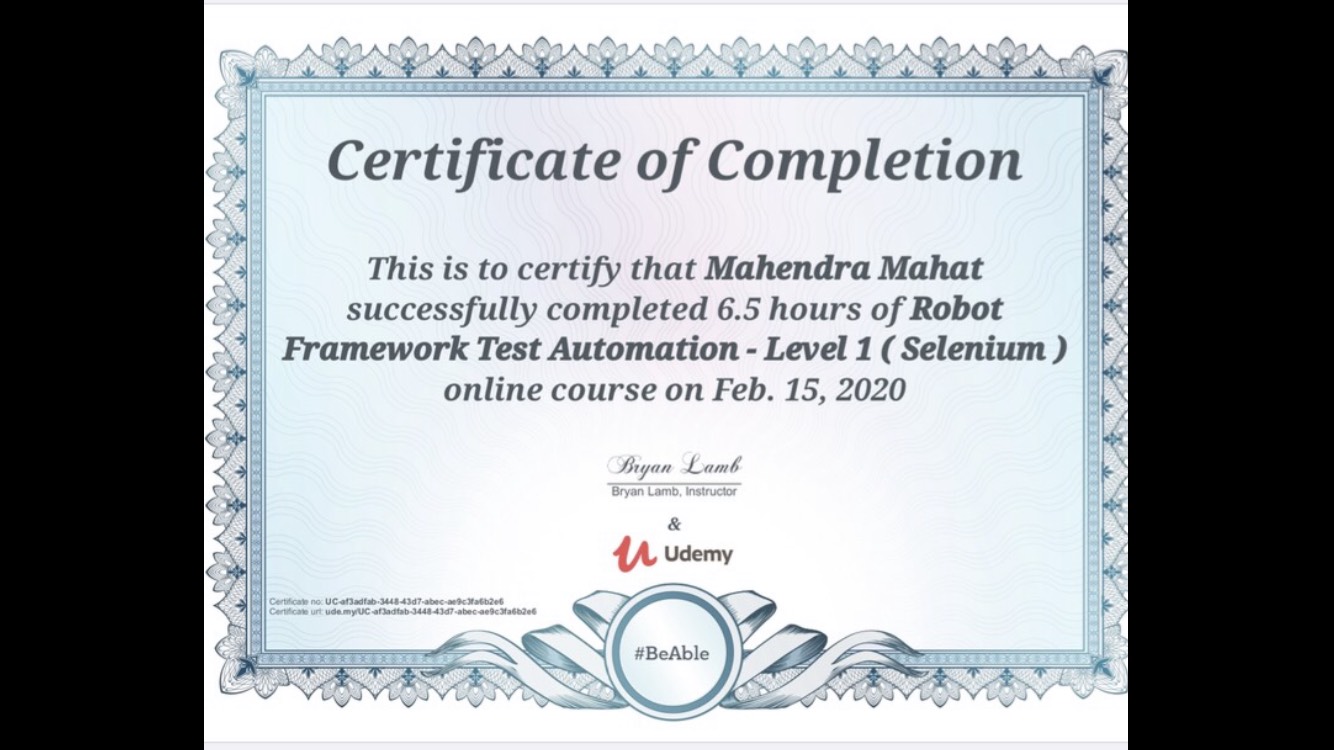 Certificate of Completion
This is to certify that Mahendra Mahat
successfully completed 6.5 hours of Robot
Framework Test Automation - Level 1 ( Selenium )
online course on Feb. 15, 2020
Bryan Lamb
Bryan Lamb, Instructor
&
Udemy
Certificate no: UC-af3adfab-3448-43d7-abec-ae9c3fa6b2e6
Certificate url: ude.my/UC-af3adfab-3448-43d7-abec-ae9c3fa6b2e6
#BeAble